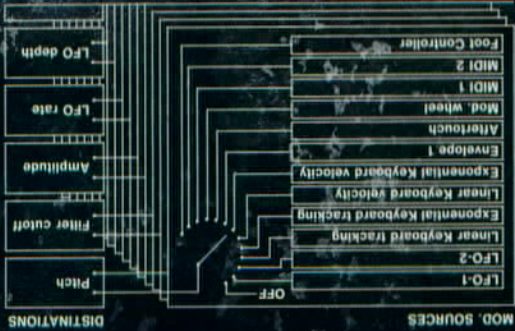 MOD. SOURCES
DISTINATIONS
OFF
LFO-1
LFO-2
Linear Keyboard tracking
Exponential Keyboard tracking
Linear Keyboard velocity
Exponential Keyboard velocity
Envelope 1
Aftertouch
Mod. wheel
MIDI 1
MIDI 2
Foot Controller
Pitch
Filter cutoff
Amplitude
LFO rate
LFO depth